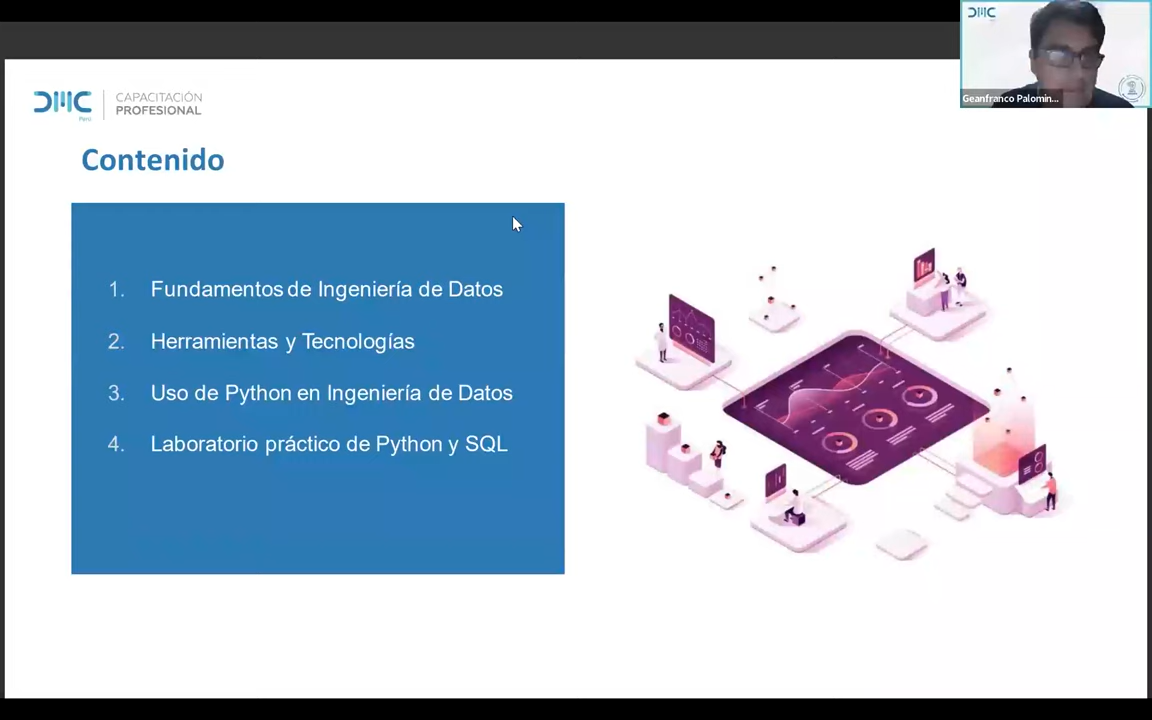 DMC
Perú
CAPACITACIÓN
PROFESIONAL
DMC
Geanfranco Palomin...
Contenido
1. Fundamentos de Ingeniería de Datos
2. Herramientas y Tecnologías
3. Uso de Python en Ingeniería de Datos
4. Laboratorio práctico de Python y SQL